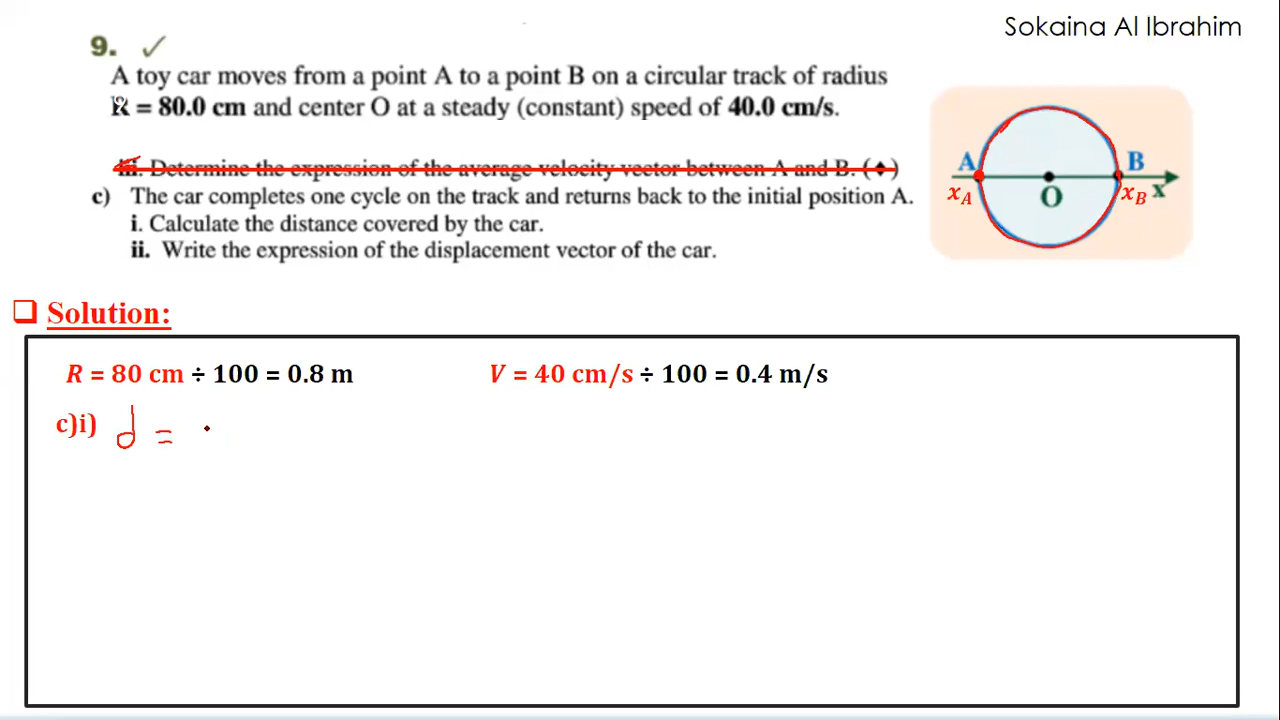 Sokaina Al Ibrahim
9. ✓
A toy car moves from a point A to a point B on a circular track of radius
R = 80.0 cm and center O at a steady (constant) speed of 40.0 cm/s.
iii. Determine the expression of the average velocity vector between A and B. (♦)
c) The car completes one cycle on the track and returns back to the initial position A.
i. Calculate the distance covered by the car.
ii. Write the expression of the displacement vector of the car.
A B
O
x_A x_B x
❑ Solution:
R = 80 cm ÷ 100 = 0.8 m V = 40 cm/s ÷ 100 = 0.4 m/s
c)i) d =